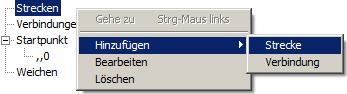 Strecken
Verbindunge
Startpunkt
,,0
Weichen
Gehe zu Strg-Maus links
Hinzufügen
Bearbeiten
Löschen
Strecke
Verbindung